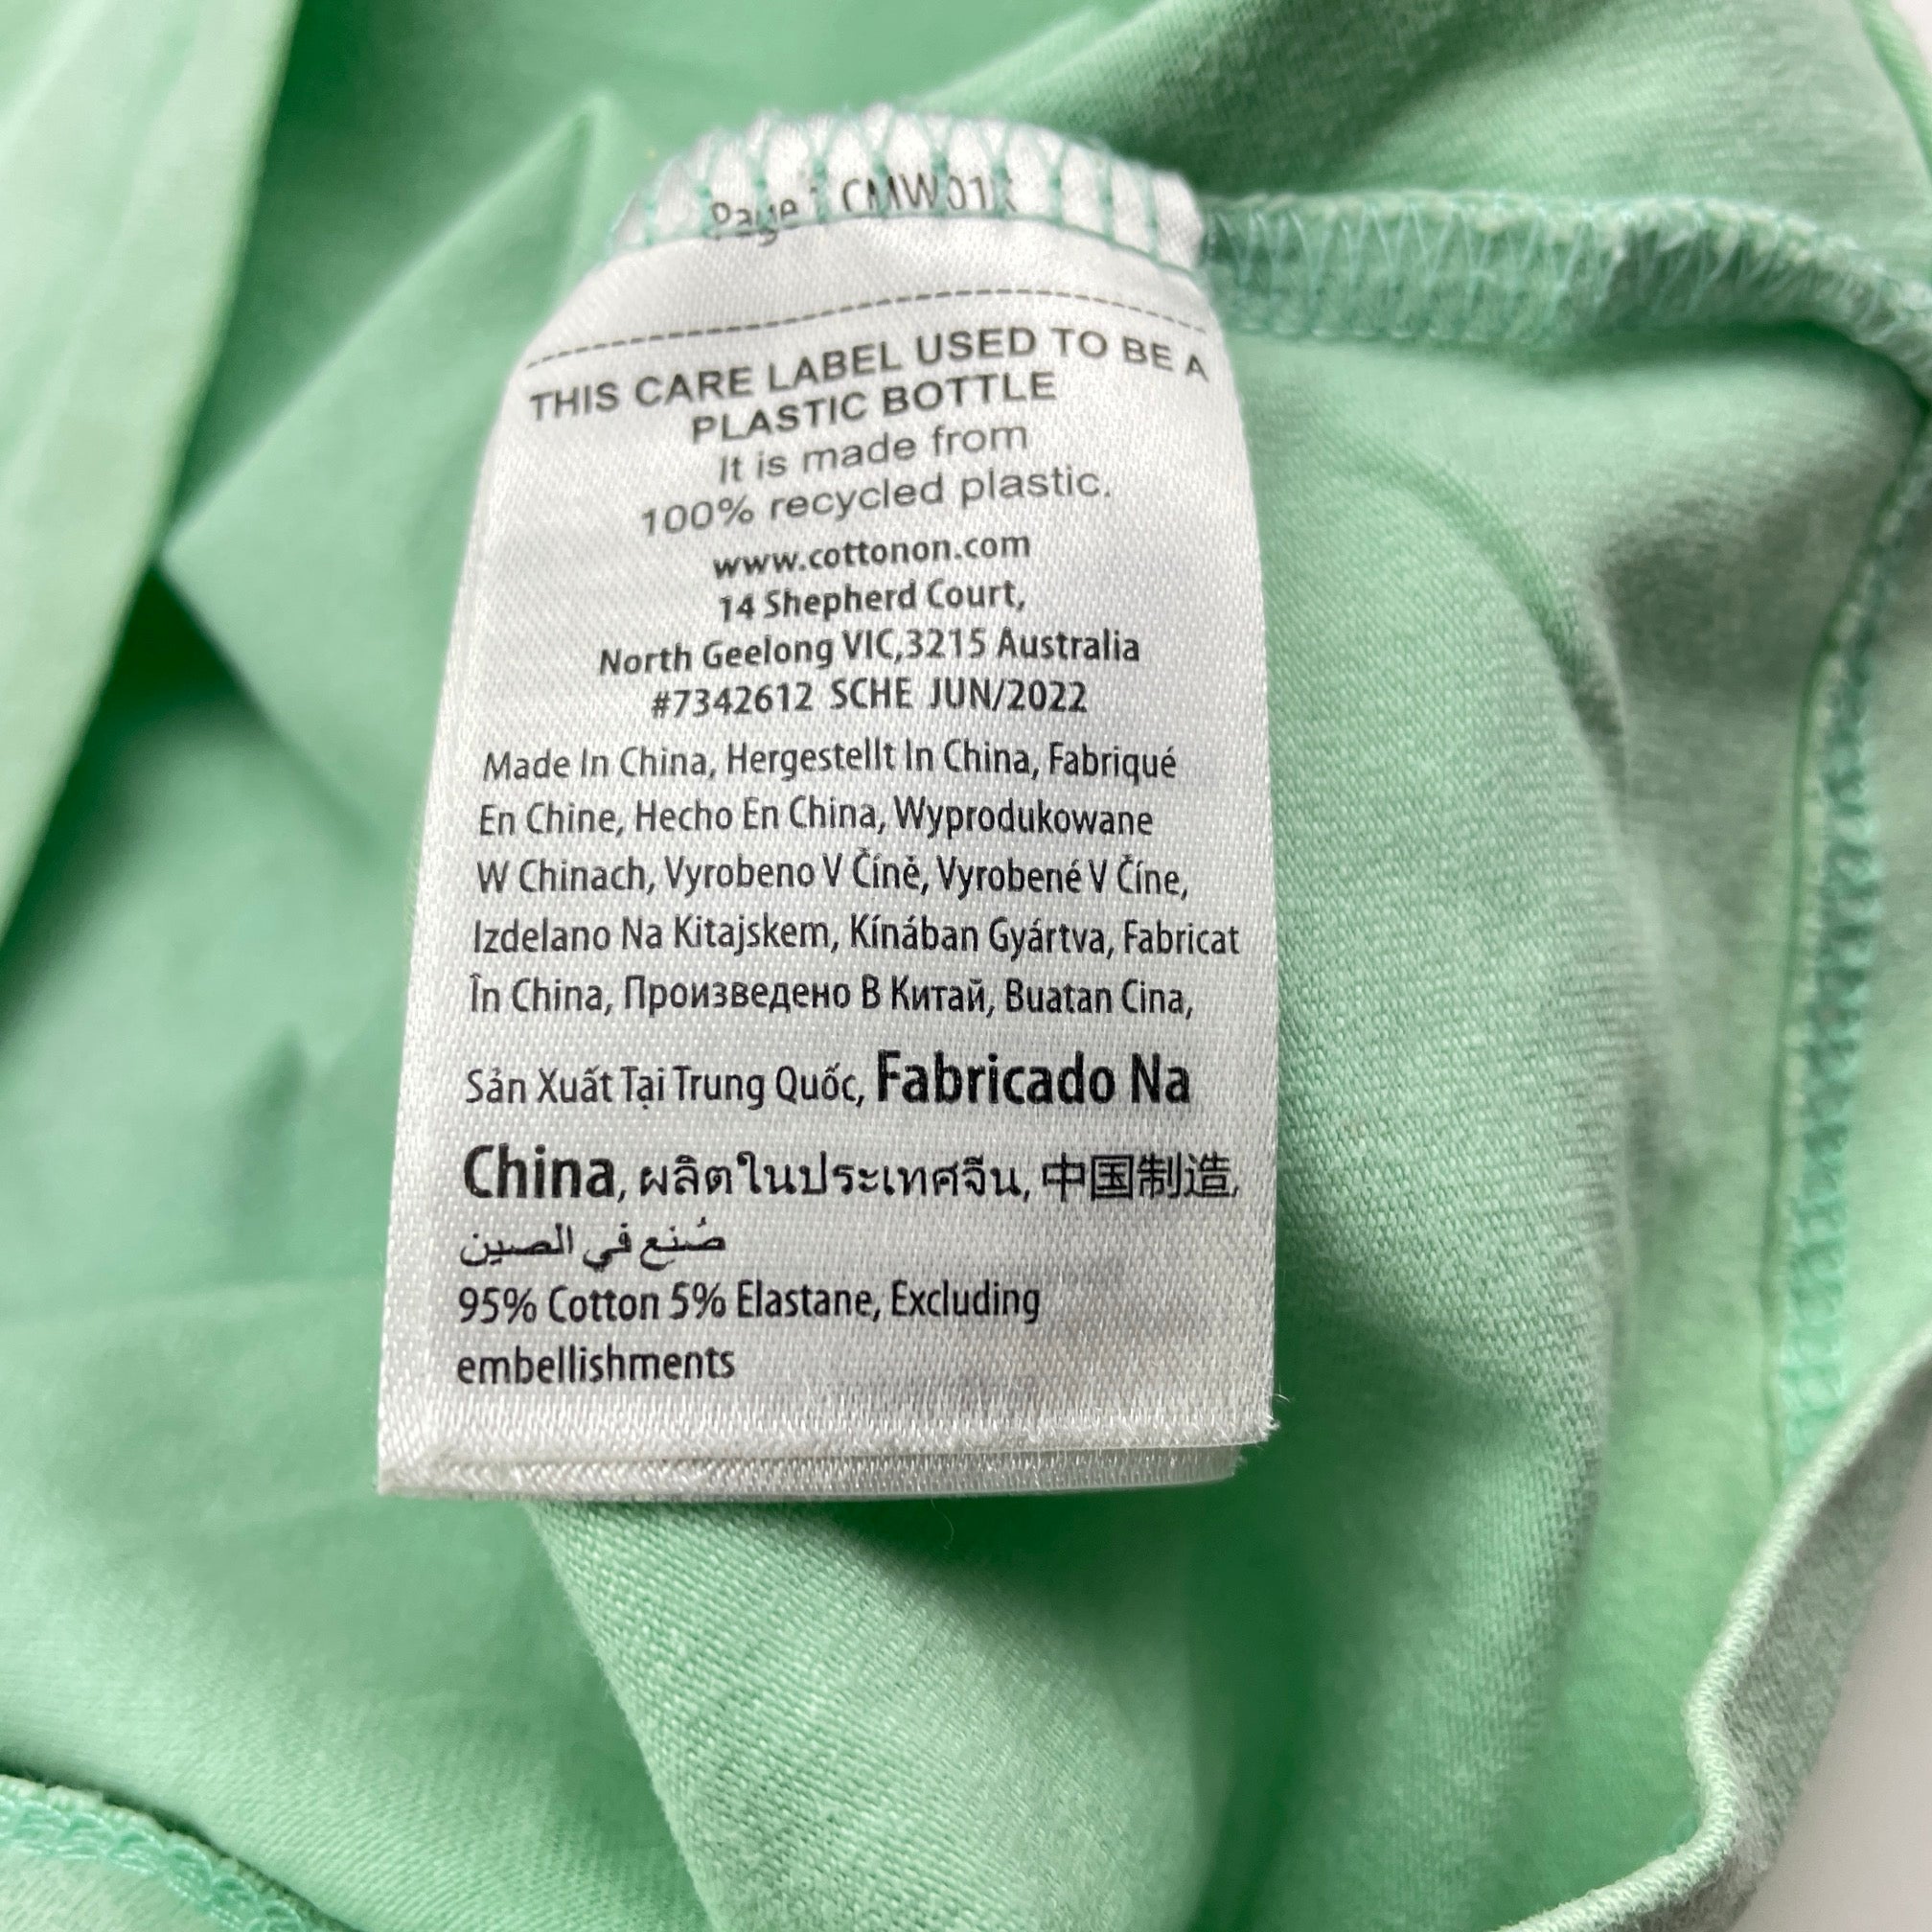 Page 1 CMW01
THIS CARE LABEL USED TO BE A
PLASTIC BOTTLE
It is made from
100% recycled plastic.
www.cottonon.com
14 Shepherd Court,
North Geelong VIC,3215 Australia
#7342612 SCHE JUN/2022
Made In China, Hergestellt In China, Fabriqué
En Chine, Hecho En China, Wyprodukowane
W Chinach, Vyrobeno V Číně, Vyrobené V Číne,
Izdelano Na Kitajskem, Kínában Gyártva, Fabricat
În China, Произведено В Китай, Buatan Cina,
Sản Xuất Tại Trung Quốc, Fabricado Na
China, ผลิตในประเทศจีน, 中国制造,
صُنع في الصين
95% Cotton 5% Elastane, Excluding
embellishments